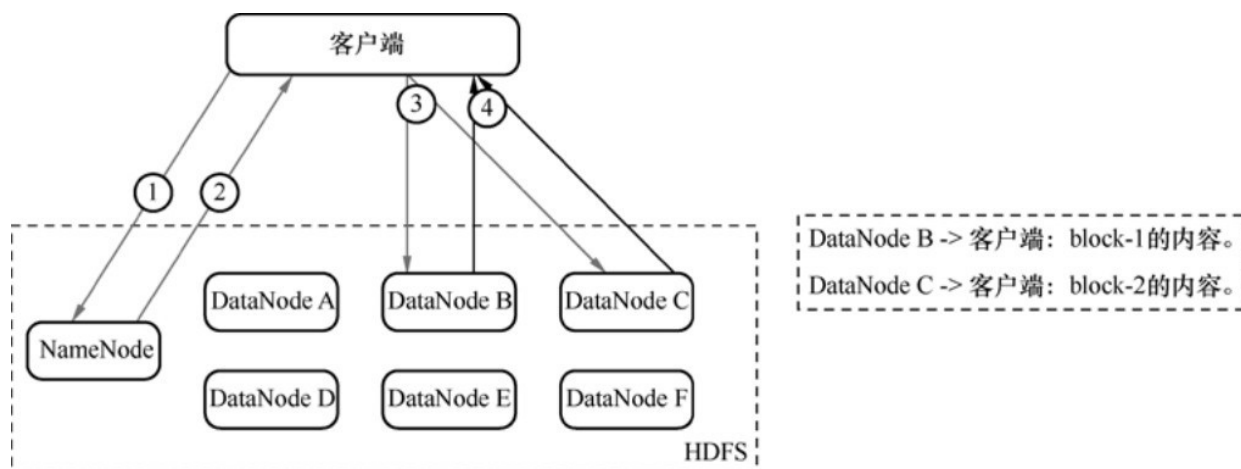 客户端
3
4
1
2
DataNode B -> 客户端：block-1的内容。
DataNode C -> 客户端：block-2的内容。
DataNode A
DataNode B
DataNode C
NameNode
DataNode D
DataNode E
DataNode F
HDFS